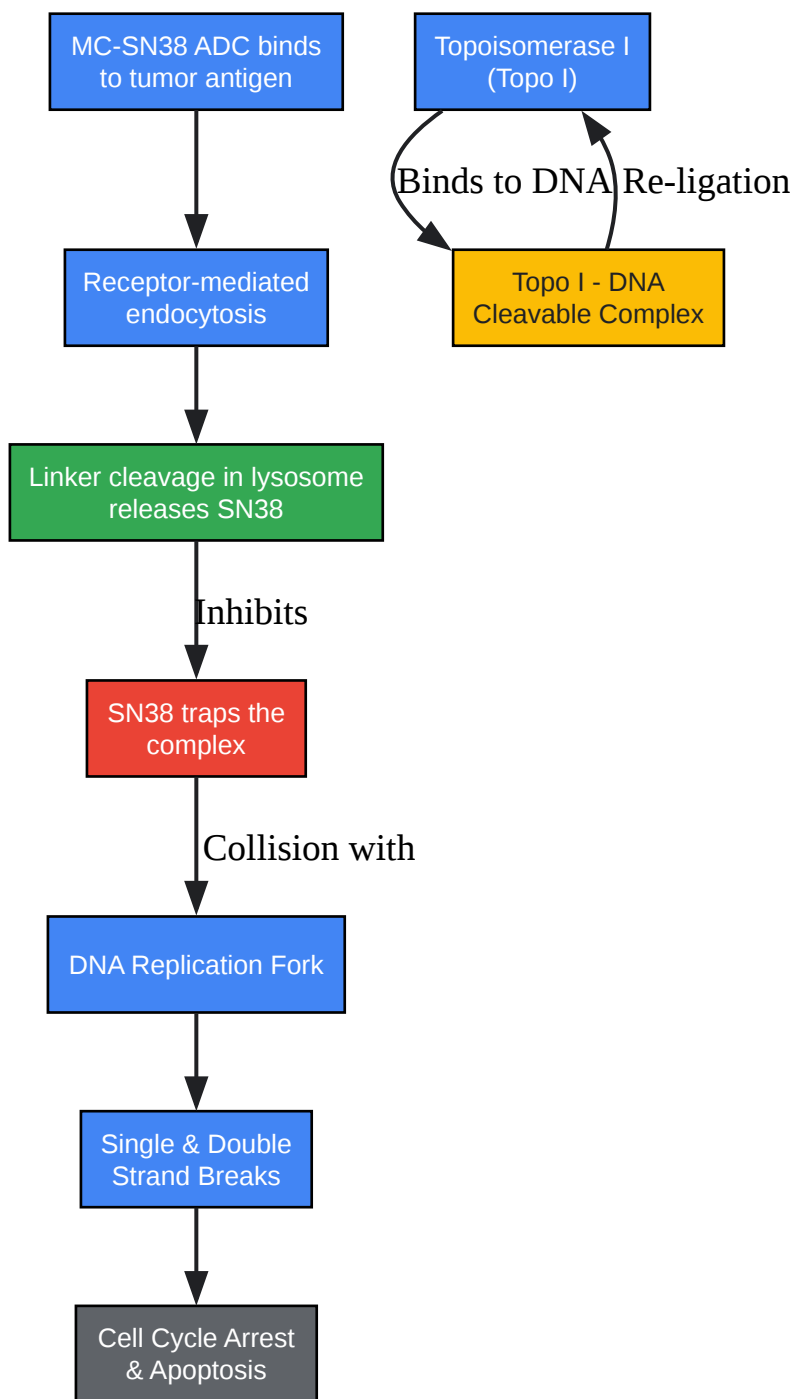 MC-SN38 ADC binds
to tumor antigen
Topoisomerase I
(Topo I)
Binds to DNA
Re-ligation
Receptor-mediated
endocytosis
Topo I - DNA
Cleavable Complex
Linker cleavage in lysosome
releases SN38
Inhibits
SN38 traps the
complex
Collision with
DNA Replication Fork
Single & Double
Strand Breaks
Cell Cycle Arrest
& Apoptosis